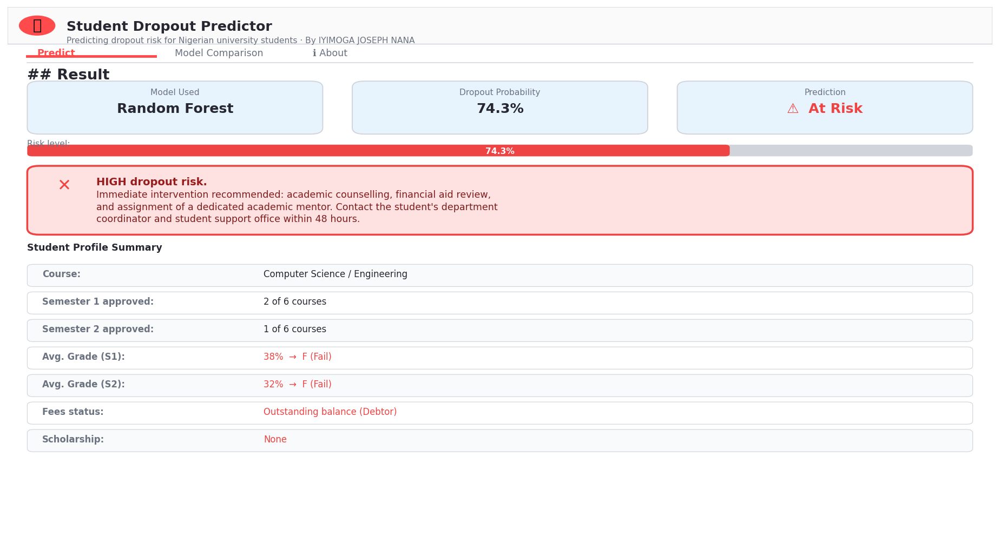 Student Dropout Predictor
Predicting dropout risk for Nigerian university students · By IYIMOGA JOSEPH NANA
Predict
Model Comparison
ℹ About
## Result
Model Used
Random Forest
Dropout Probability
74.3%
Prediction
⚠ At Risk
Risk level:
74.3%
✕
HIGH dropout risk.
Immediate intervention recommended: academic counselling, financial aid review,
and assignment of a dedicated academic mentor. Contact the student's department
coordinator and student support office within 48 hours.
Student Profile Summary
Course: Computer Science / Engineering
Semester 1 approved: 2 of 6 courses
Semester 2 approved: 1 of 6 courses
Avg. Grade (S1): 38% → F (Fail)
Avg. Grade (S2): 32% → F (Fail)
Fees status: Outstanding balance (Debtor)
Scholarship: None